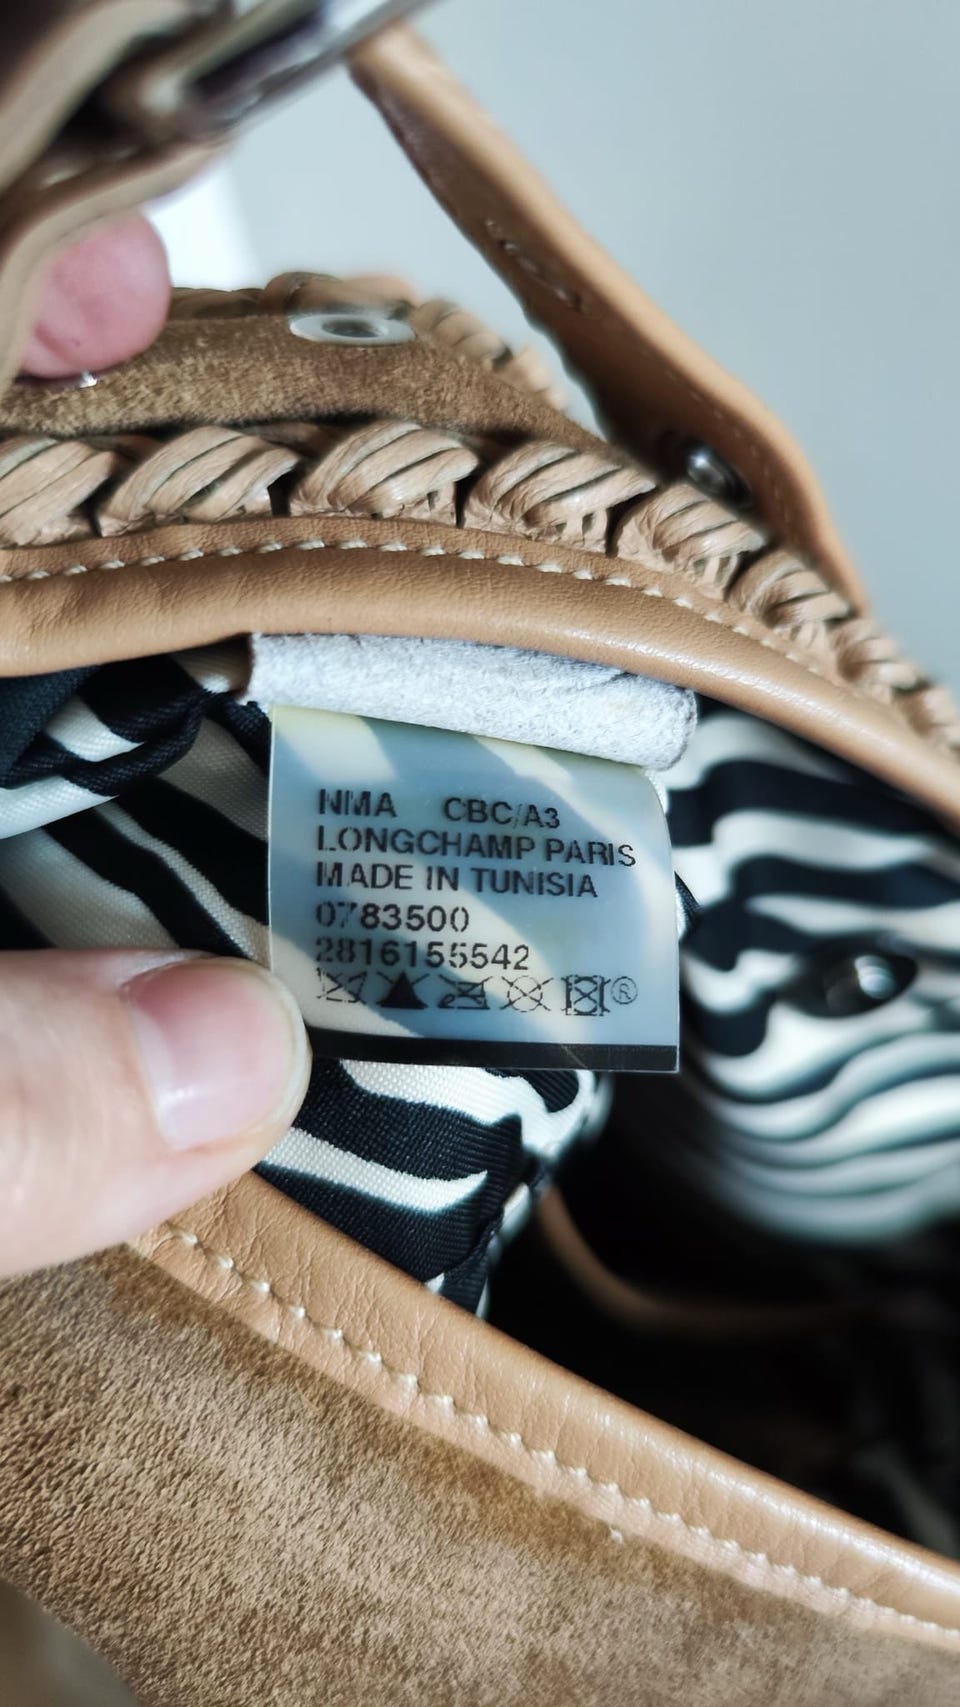 NMA CBC/A3
LONGCHAMP PARIS
MADE IN TUNISIA
0783500
2816155542
®